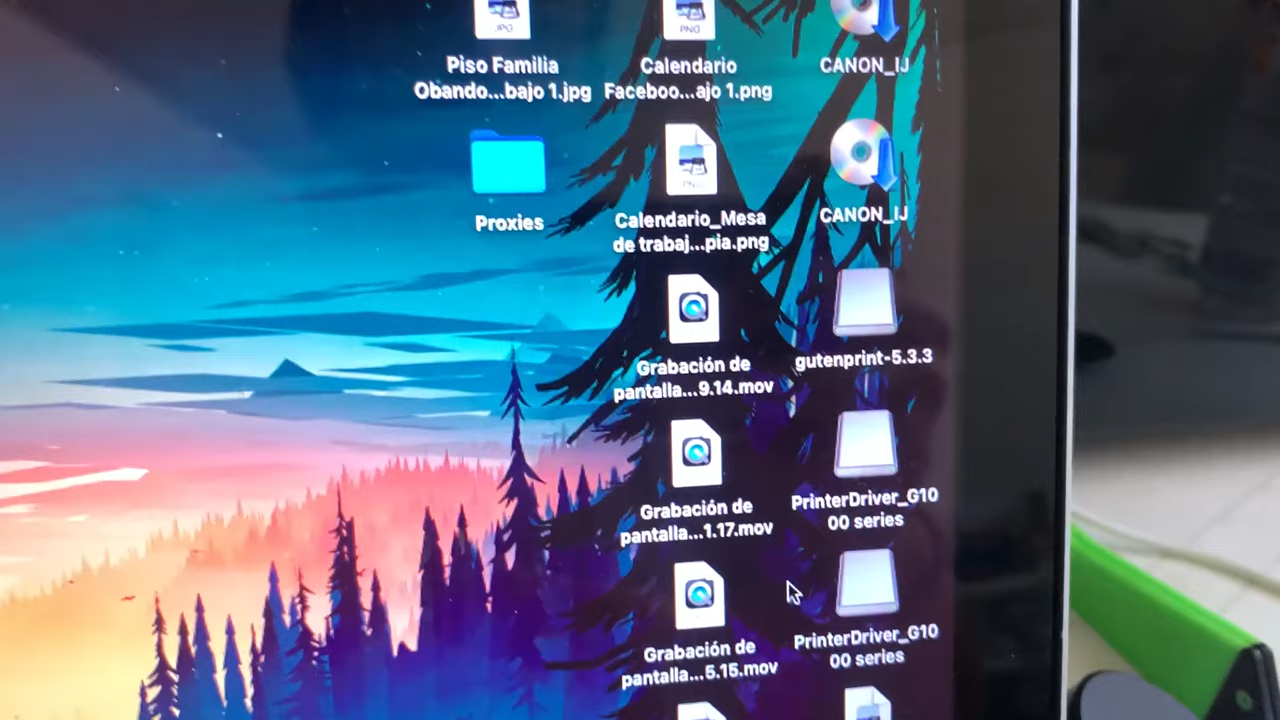 JPG
Piso Familia
Obando...bajo 1.jpg
PNG
Calendario
Faceboo...ajo 1.png
CANON_IJ
Proxies
PNG
Calendario_Mesa
de trabaj...pia.png
CANON_IJ
Grabación de
pantalla...9.14.mov
gutenprint-5.3.3
Grabación de
pantalla...1.17.mov
PrinterDriver_G10
00 series
Grabación de
pantalla...5.15.mov
PrinterDriver_G10
00 series